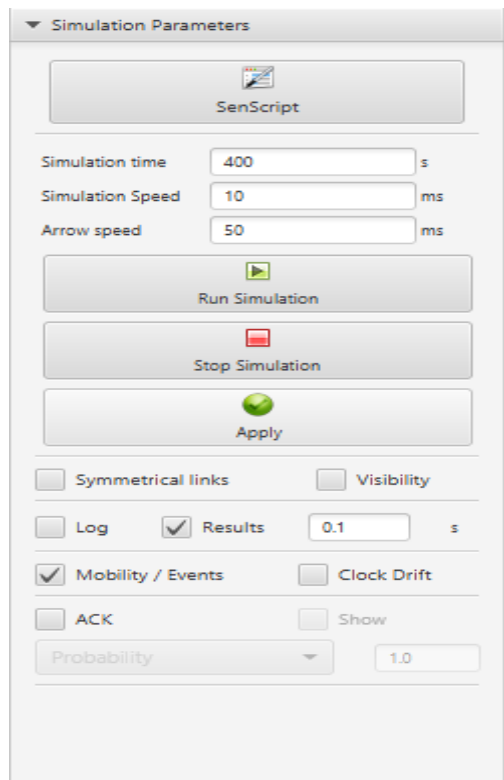 Simulation Parameters
SenScript
Simulation time 400 s
Simulation Speed 10 ms
Arrow speed 50 ms
Run Simulation
Stop Simulation
Apply
Symmetrical links Visibility
Log Results 0.1 s
Mobility / Events Clock Drift
ACK Show
Probability 1.0